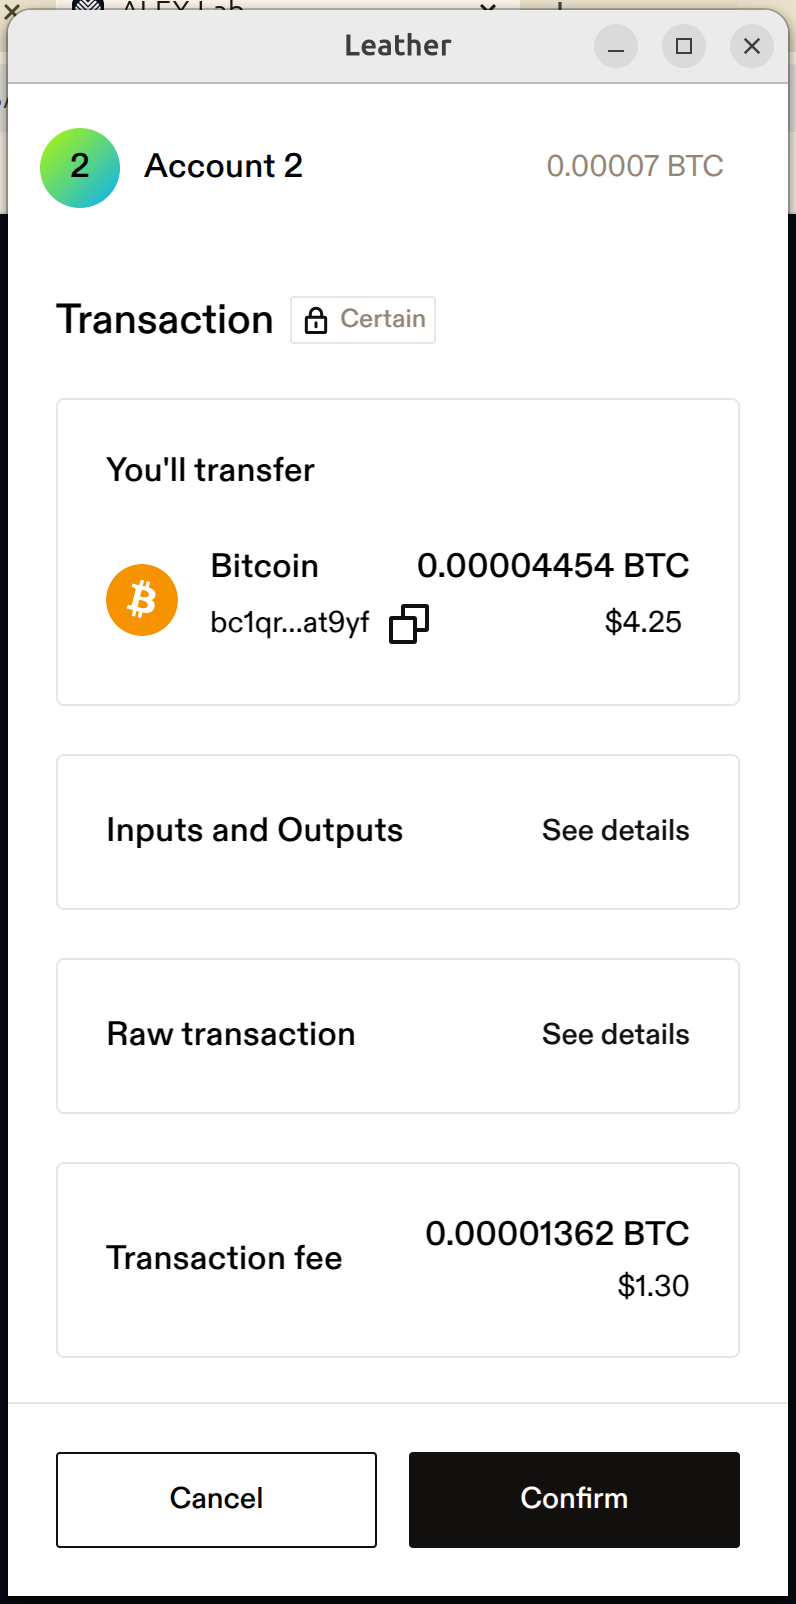 ALEX Lab
Leather
2 Account 2 0.00007 BTC
Transaction Certain
You'll transfer
Bitcoin 0.00004454 BTC
bc1qr...at9yf $4.25
Inputs and Outputs See details
Raw transaction See details
0.00001362 BTC
Transaction fee
$1.30
Cancel Confirm